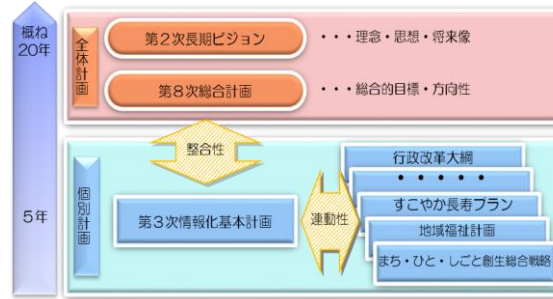 概ね
20年
全体計画
第2次長期ビジョン
・・・理念・思想・将来像
第8次総合計画
・・・総合的目標・方向性
整合性
5年
個別計画
第3次情報化基本計画
連動性
行政改革大綱
・・・・・
すこやか長寿プラン
地域福祉計画
まち・ひと・しごと創生総合戦略